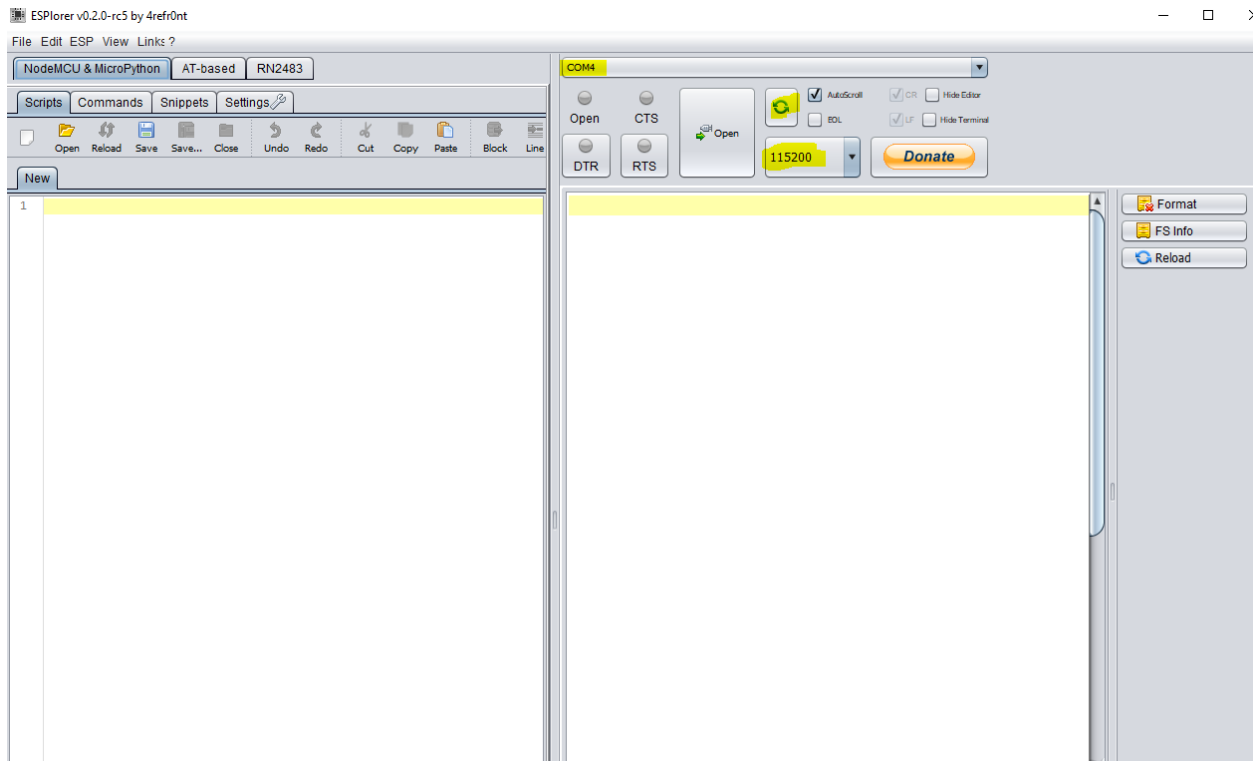 ESPlorer v0.2.0-rc5 by 4refr0nt
File Edit ESP View Links ?
NodeMCU & MicroPython AT-based RN2483
Scripts Commands Snippets Settings
Open Reload Save Save... Close Undo Redo Cut Copy Paste Block Line
New
1
COM4
Open CTS
DTR RTS
Open
AutoScroll CR Hide Editor
EOL LF Hide Terminal
115200
Donate
Format
FS Info
Reload